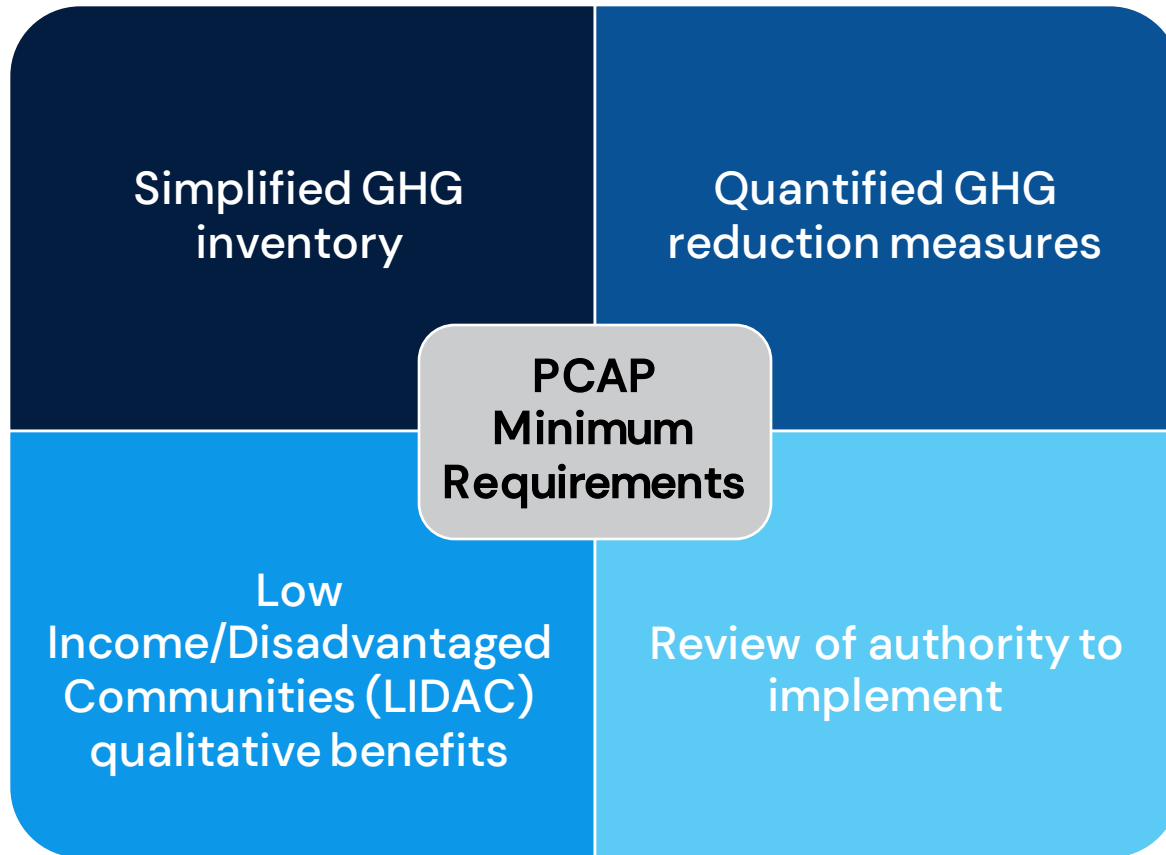 Simplified GHG
inventory
Quantified GHG
reduction measures
PCAP
Minimum
Requirements
Low
Income/Disadvantaged
Communities (LIDAC)
qualitative benefits
Review of authority to
implement